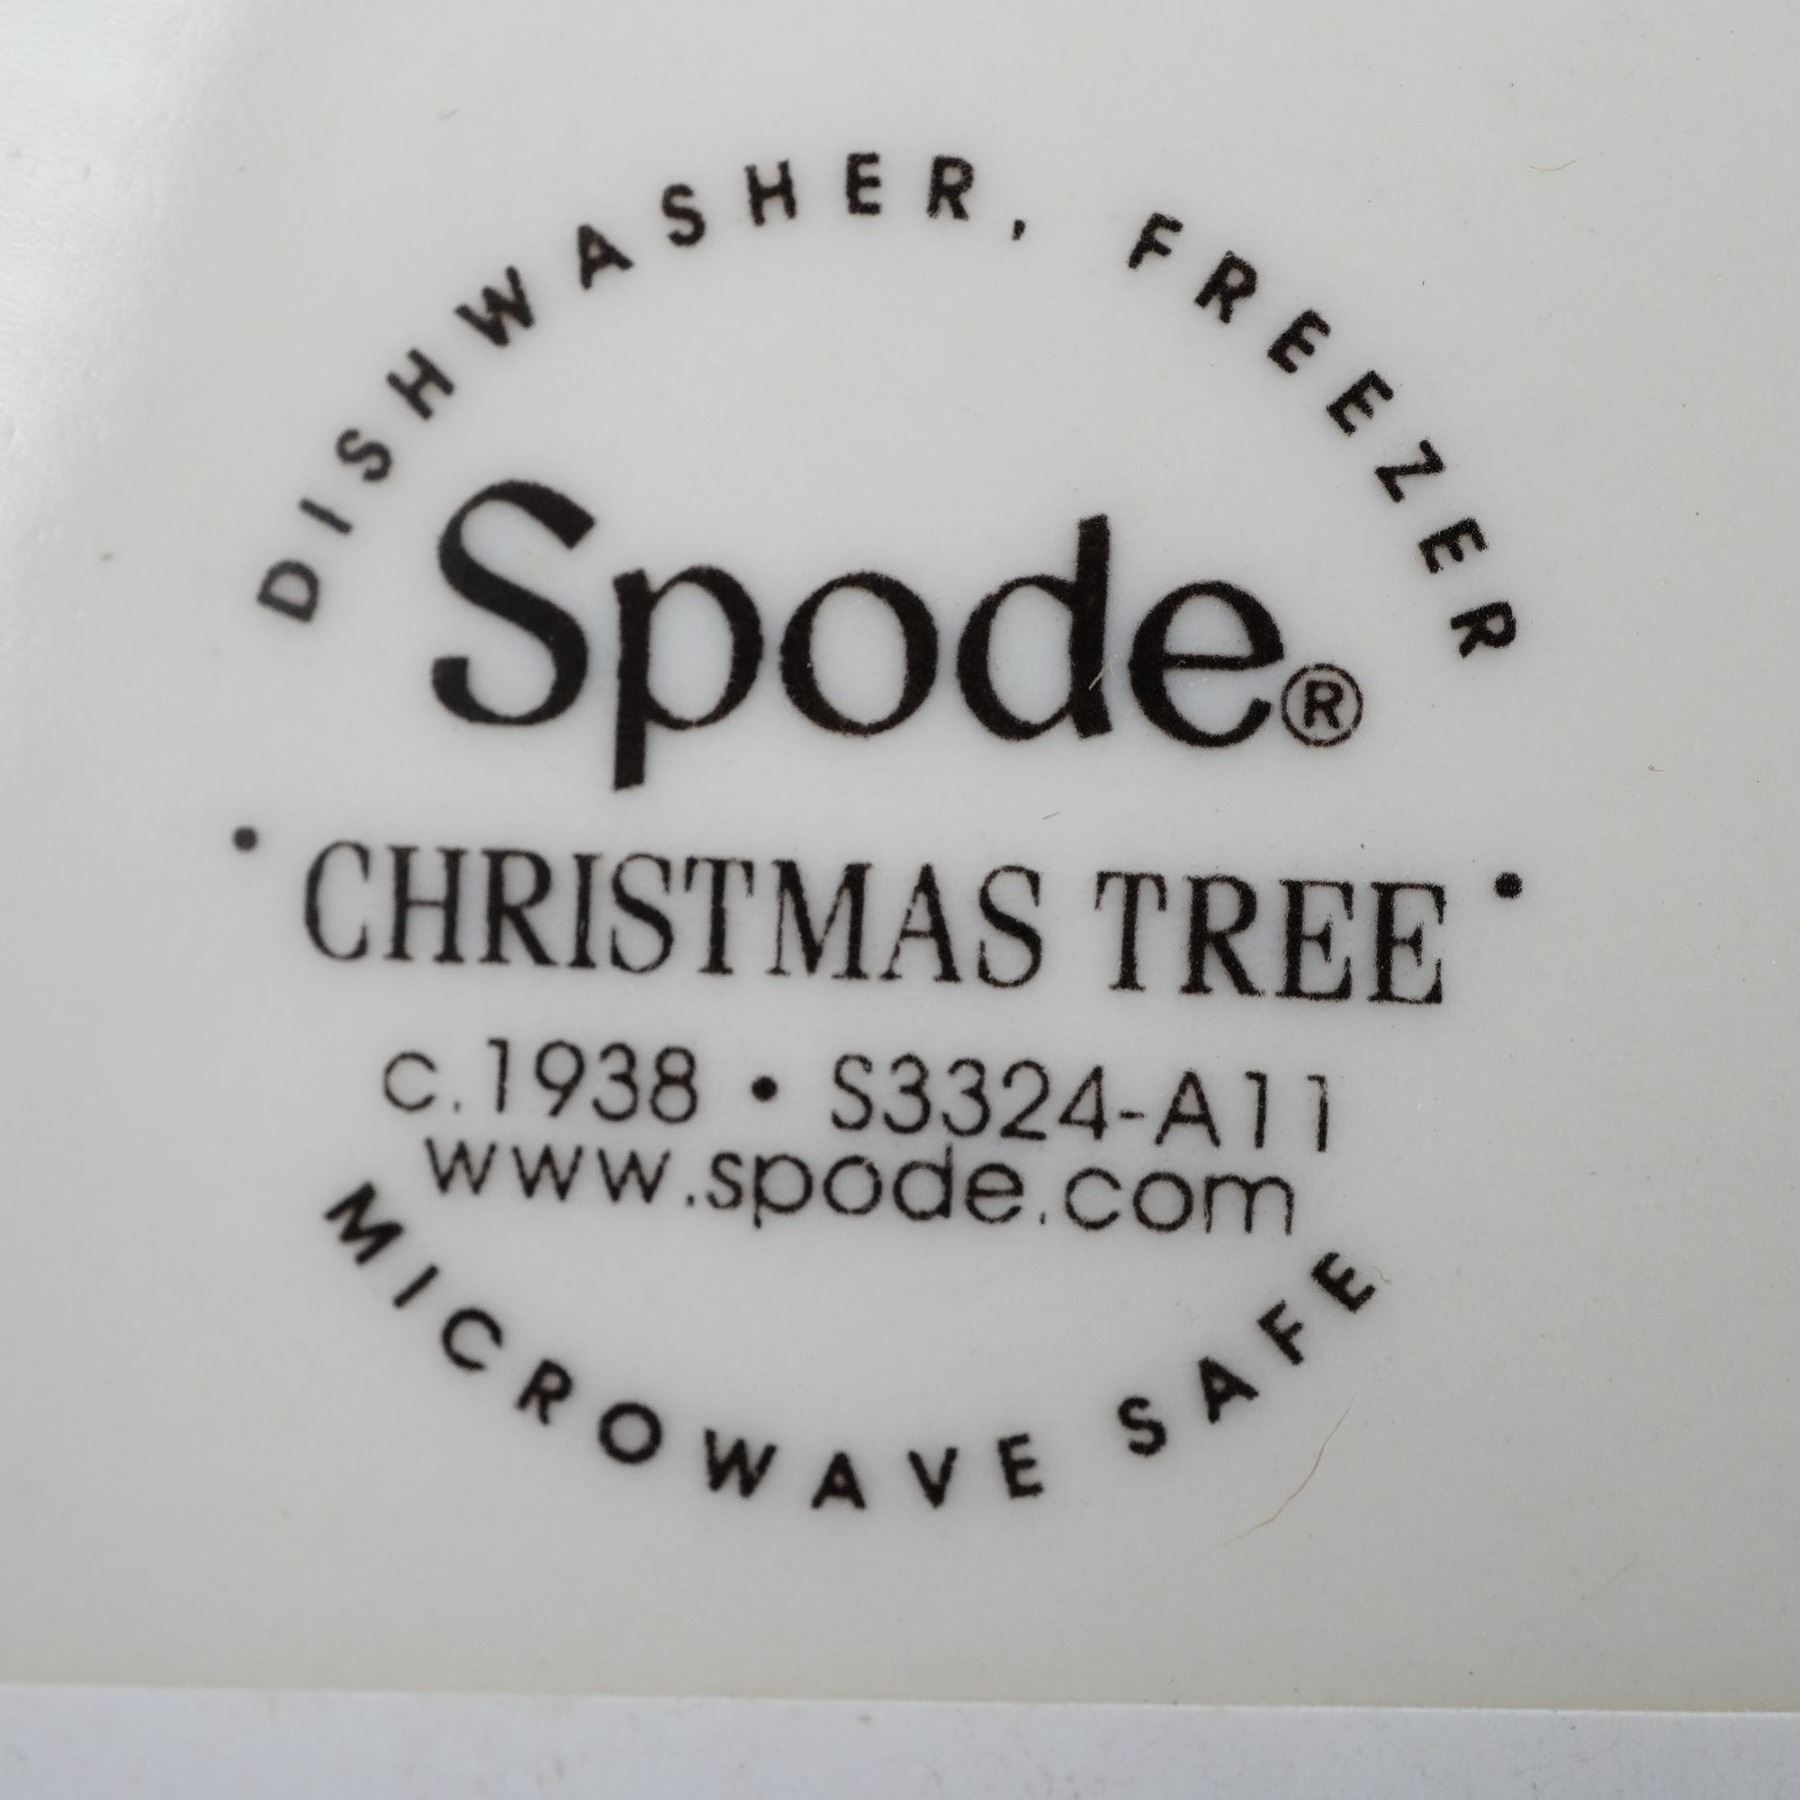 DISHWASHER, FREEZER
Spode®
• CHRISTMAS TREE •
c.1938 • S3324-A11
www.spode.com
MICROWAVE SAFE